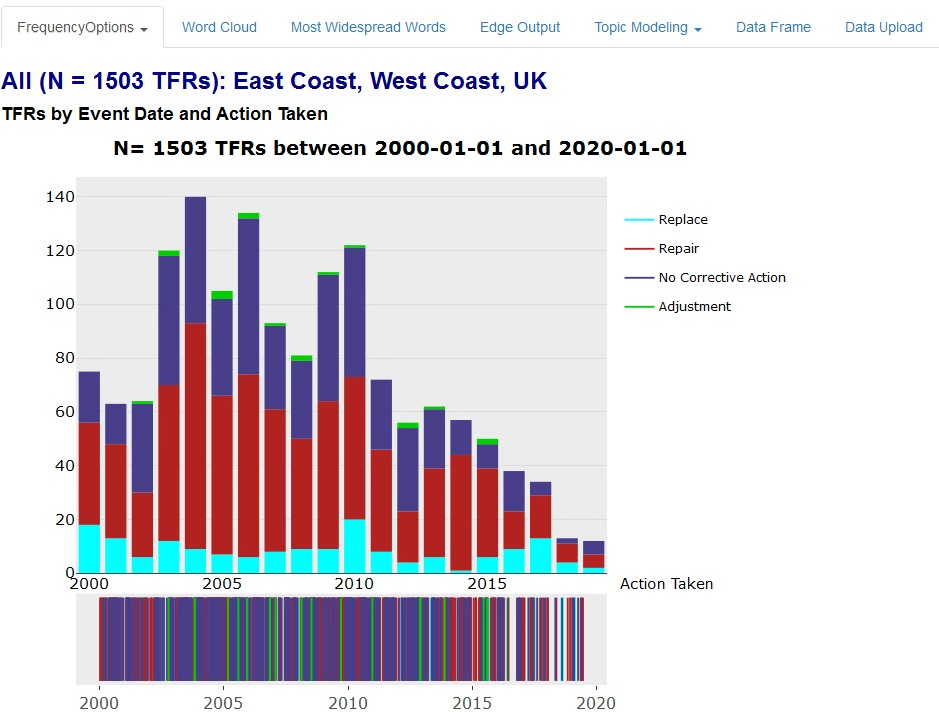 FrequencyOptions Word Cloud Most Widespread Words Edge Output Topic Modeling Data Frame Data Upload
All (N = 1503 TFRs): East Coast, West Coast, UK
TFRs by Event Date and Action Taken
N= 1503 TFRs between 2000-01-01 and 2020-01-01
140
120
100
80
60
40
20
0
2000 2005 2010 2015
Replace
Repair
No Corrective Action
Adjustment
Action Taken
2000 2005 2010 2015 2020